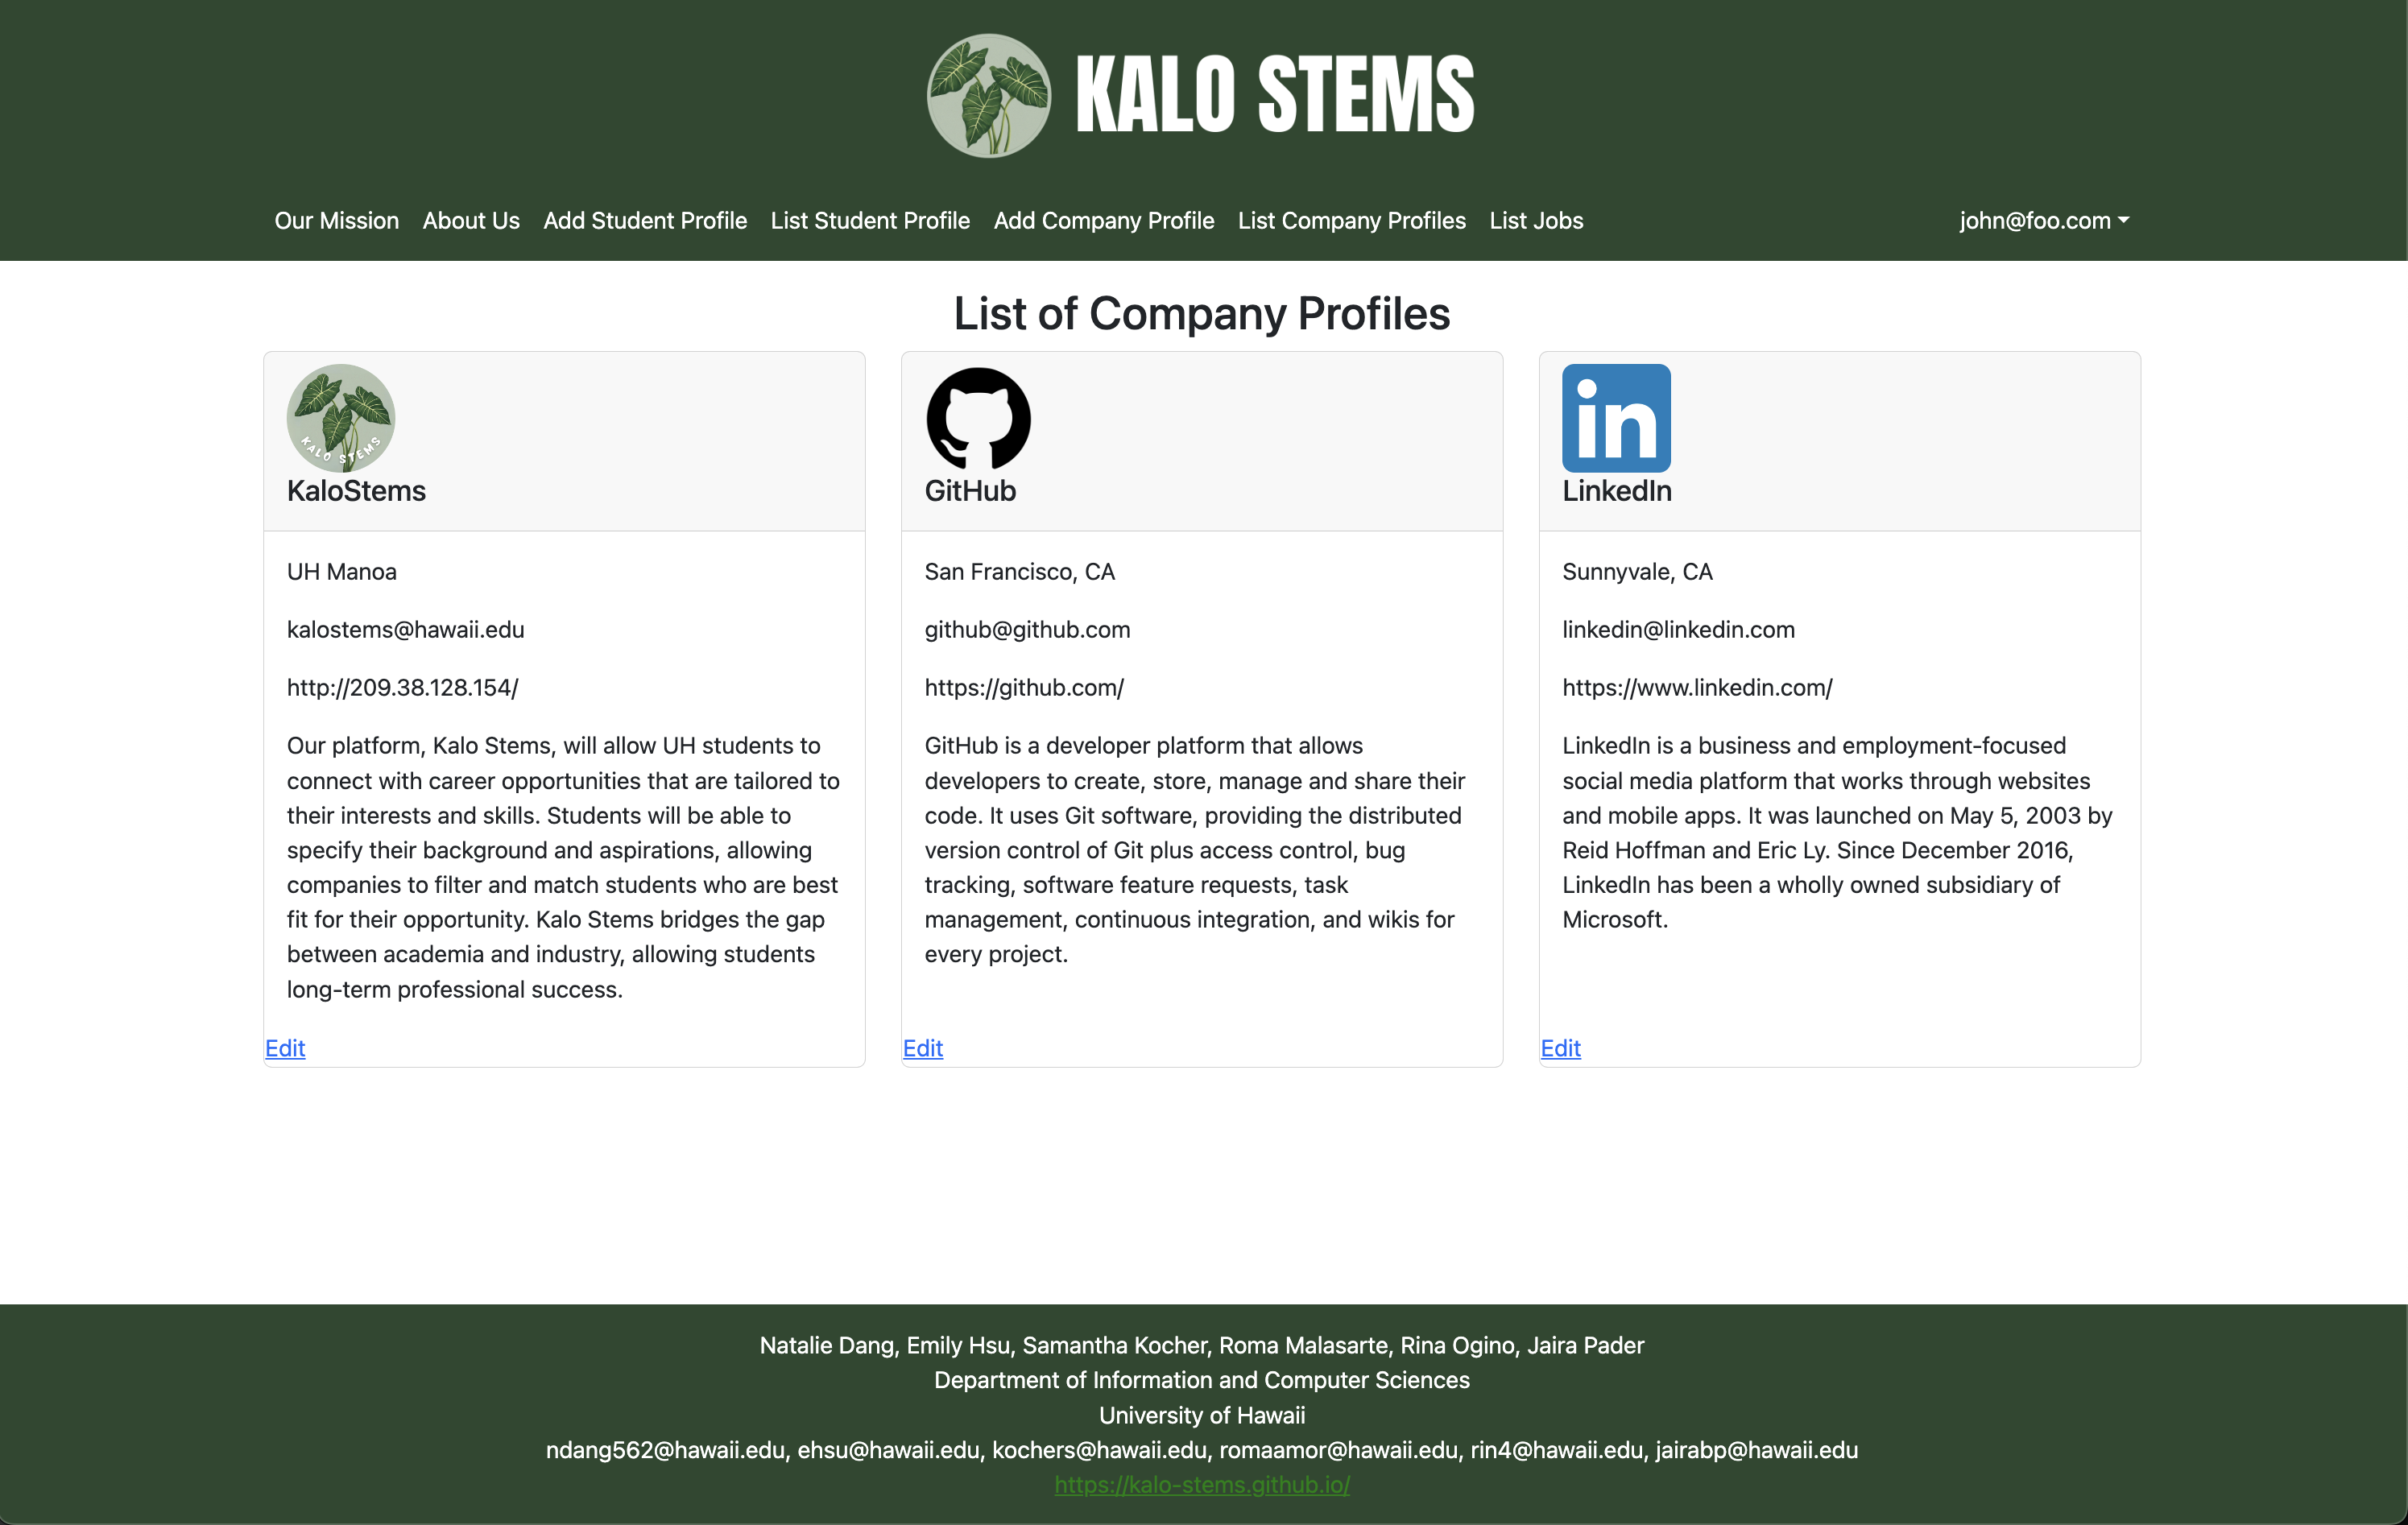 KALO STEMS
Our Mission About Us Add Student Profile List Student Profile Add Company Profile List Company Profiles List Jobs john@foo.com
List of Company Profiles
KALO STEMS
KaloStems
UH Manoa
kalostems@hawaii.edu
http://209.38.128.154/
Our platform, Kalo Stems, will allow UH students to
connect with career opportunities that are tailored to
their interests and skills. Students will be able to
specify their background and aspirations, allowing
companies to filter and match students who are best
fit for their opportunity. Kalo Stems bridges the gap
between academia and industry, allowing students
long-term professional success.
Edit
GitHub
San Francisco, CA
github@github.com
https://github.com/
GitHub is a developer platform that allows
developers to create, store, manage and share their
code. It uses Git software, providing the distributed
version control of Git plus access control, bug
tracking, software feature requests, task
management, continuous integration, and wikis for
every project.
Edit
in
LinkedIn
Sunnyvale, CA
linkedin@linkedin.com
https://www.linkedin.com/
LinkedIn is a business and employment-focused
social media platform that works through websites
and mobile apps. It was launched on May 5, 2003 by
Reid Hoffman and Eric Ly. Since December 2016,
LinkedIn has been a wholly owned subsidiary of
Microsoft.
Edit
Natalie Dang, Emily Hsu, Samantha Kocher, Roma Malasarte, Rina Ogino, Jaira Pader
Department of Information and Computer Sciences
University of Hawaii
ndang562@hawaii.edu, ehsu@hawaii.edu, kochers@hawaii.edu, romaamor@hawaii.edu, rin4@hawaii.edu, jairabp@hawaii.edu
https://kalo-stems.github.io/